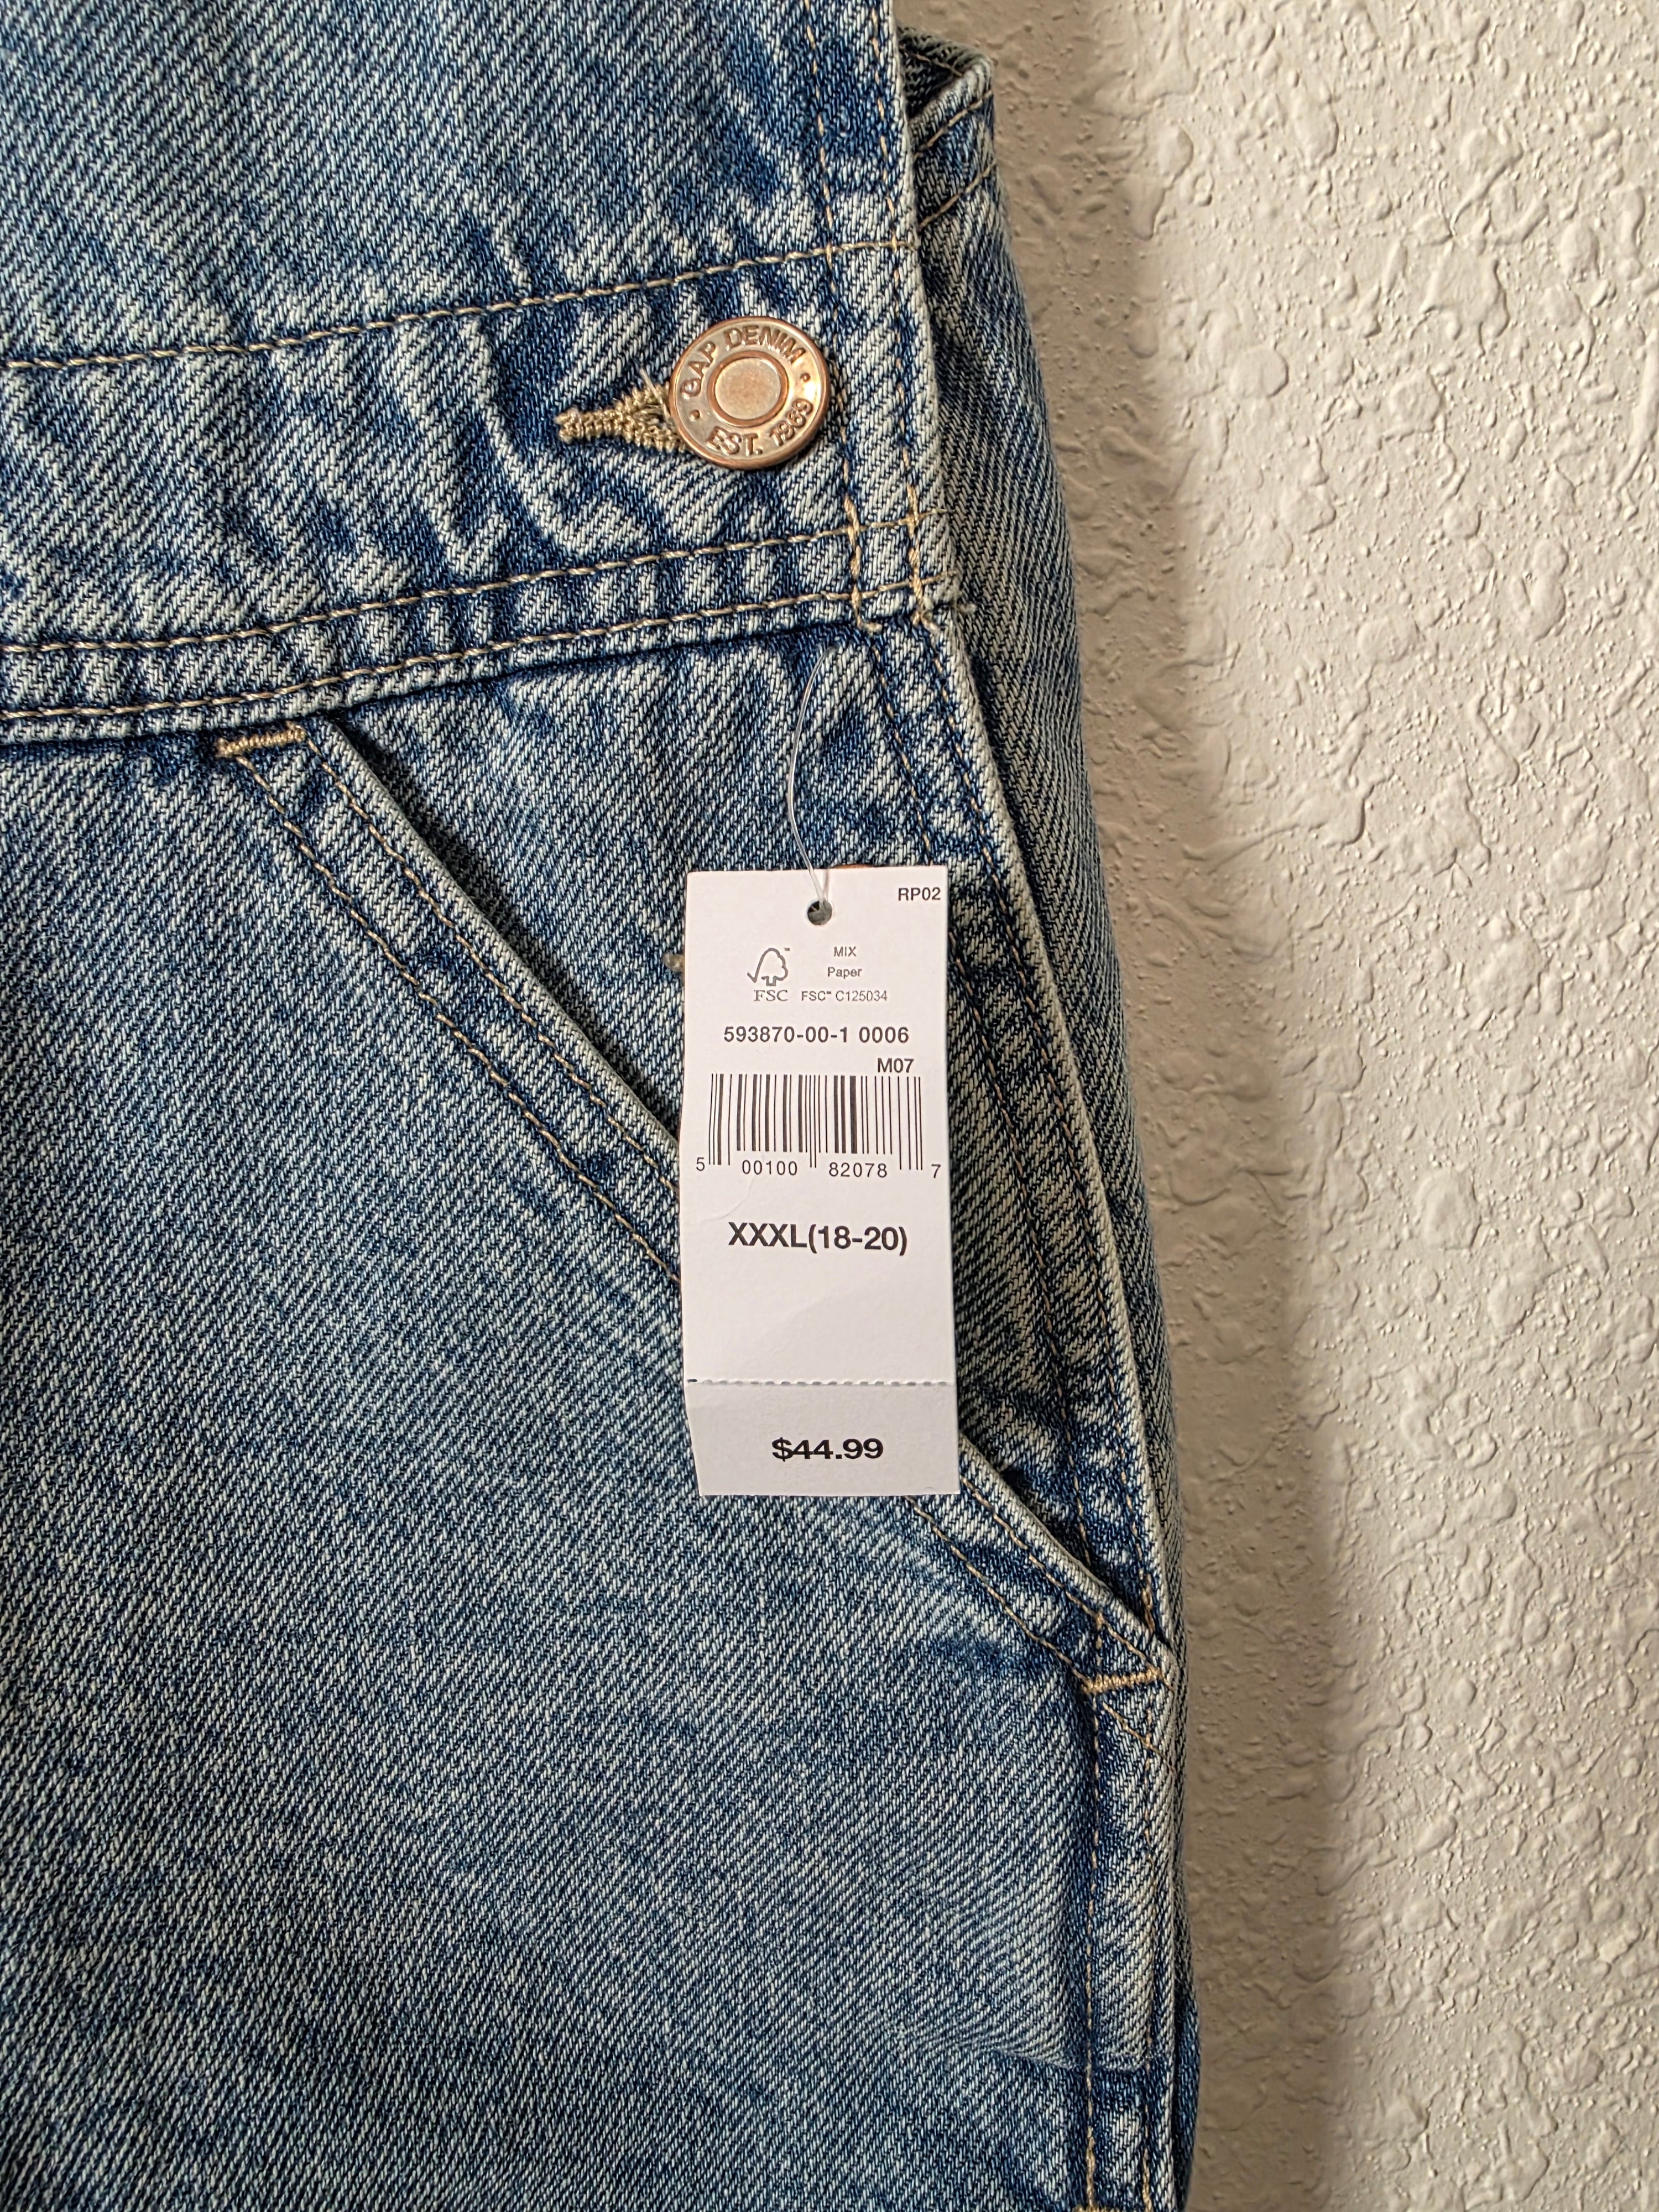 GAP DENIM
EST. 1969
RP02
MIX
Paper
FSC™ C125034
FSC
593870-00-1 0006
M07
5 00100 82078 7
XXXL(18-20)
$44.99